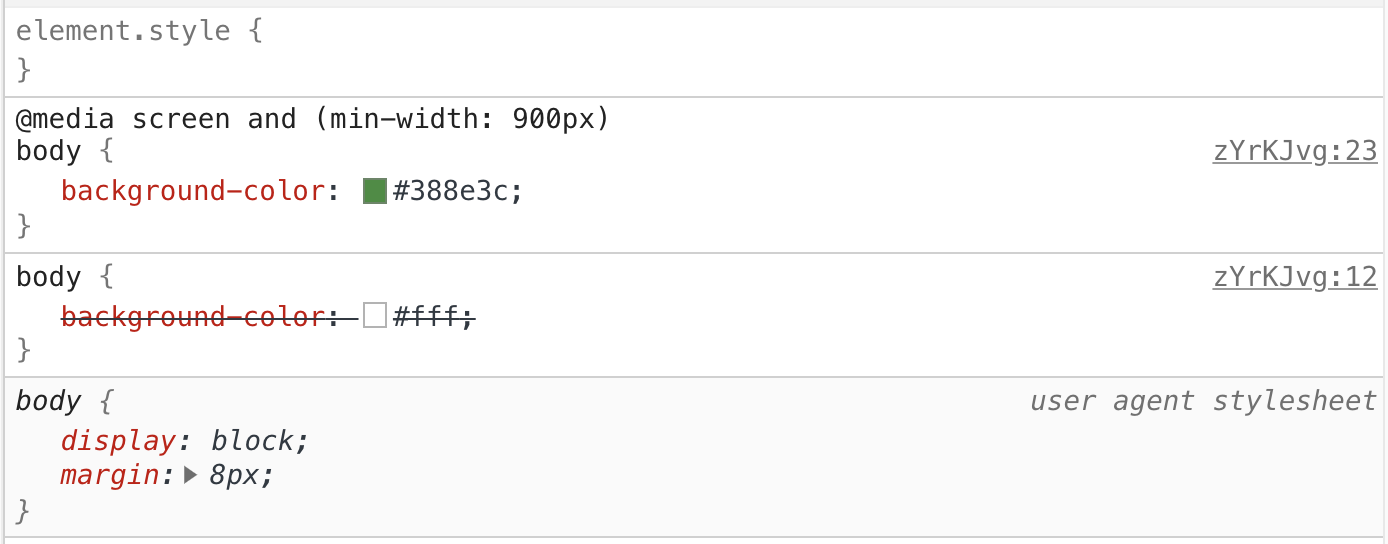 element.style {
}
@media screen and (min-width: 900px)
body { zYrKJvg:23
background-color: #388e3c;
}
body { zYrKJvg:12
background-color: #fff;
}
body { user agent stylesheet
display: block;
margin: 8px;
}